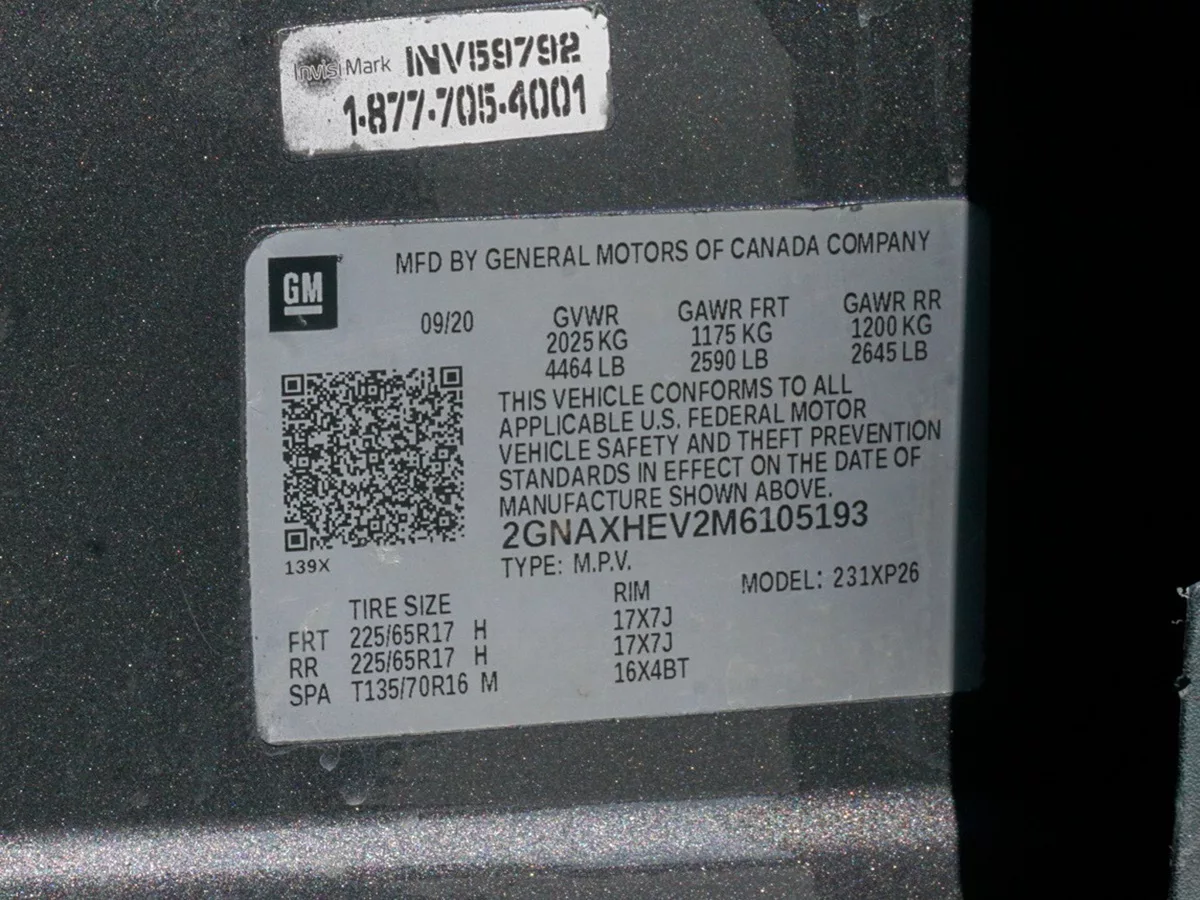 InvisiMark INV59792
1-877-705-4001
GM
MFD BY GENERAL MOTORS OF CANADA COMPANY
09/20 GVWR GAWR FRT GAWR RR
2025 KG 1175 KG 1200 KG
4464 LB 2590 LB 2645 LB
THIS VEHICLE CONFORMS TO ALL
APPLICABLE U.S. FEDERAL MOTOR
VEHICLE SAFETY AND THEFT PREVENTION
STANDARDS IN EFFECT ON THE DATE OF
MANUFACTURE SHOWN ABOVE.
2GNAXHEV2M6105193
139X
TYPE: M.P.V. MODEL: 231XP26
TIRE SIZE RIM
FRT 225/65R17 H 17X7J
RR 225/65R17 H 17X7J
SPA T135/70R16 M 16X4BT